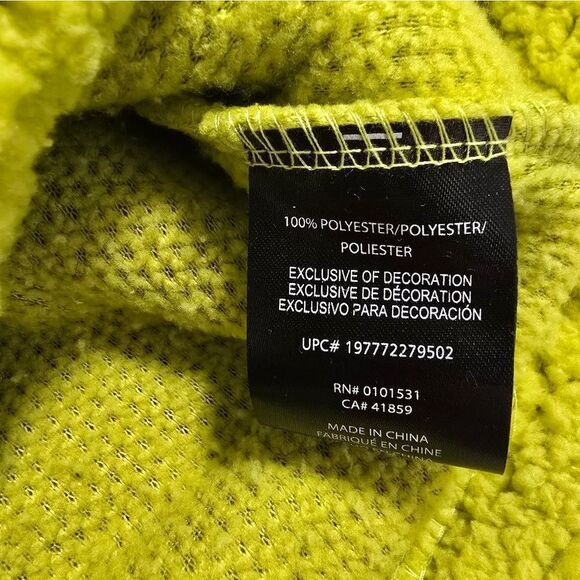 100% POLYESTER/POLYESTER/
POLIESTER
EXCLUSIVE OF DECORATION
EXCLUSIVE DE DÉCORATION
EXCLUSIVO PARA DECORACIÓN
UPC# 197772279502
RN# 0101531
CA# 41859
MADE IN CHINA
FABRIQUÉ EN CHINE